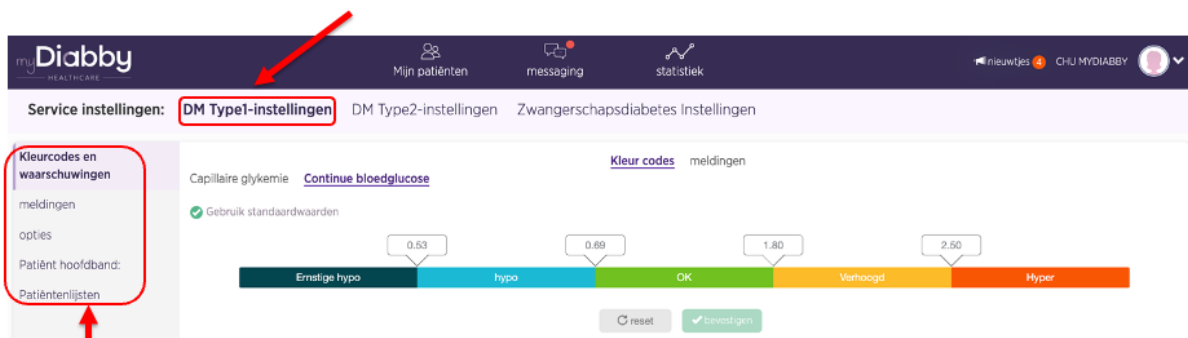 myDiabby
HEALTHCARE
Mijn patiënten
messaging
statistiek
nieuwtjes 4
CHU MYDIABBY
Service instellingen: DM Type1-instellingen DM Type2-instellingen Zwangerschapsdiabetes Instellingen
Kleurcodes en
waarschuwingen
meldingen
opties
Patiënt hoofdband:
Patiëntenlijsten
Kleur codes meldingen
Capillaire glykemie Continue bloedglucose
Gebruik standaardwaarden
0.53 0.69 1.80 2.50
Ernstige hypo hypo OK Verhoogd Hyper
reset bevestigen